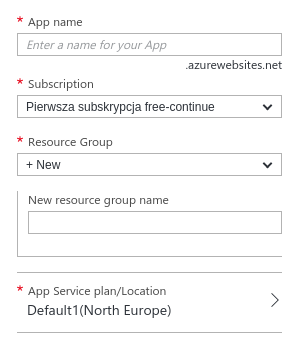 * App name
Enter a name for your App
.azurewebsites.net
* Subscription
Pierwsza subskrypcja free-continue
* Resource Group
+ New
New resource group name
* App Service plan/Location
Default1(North Europe)